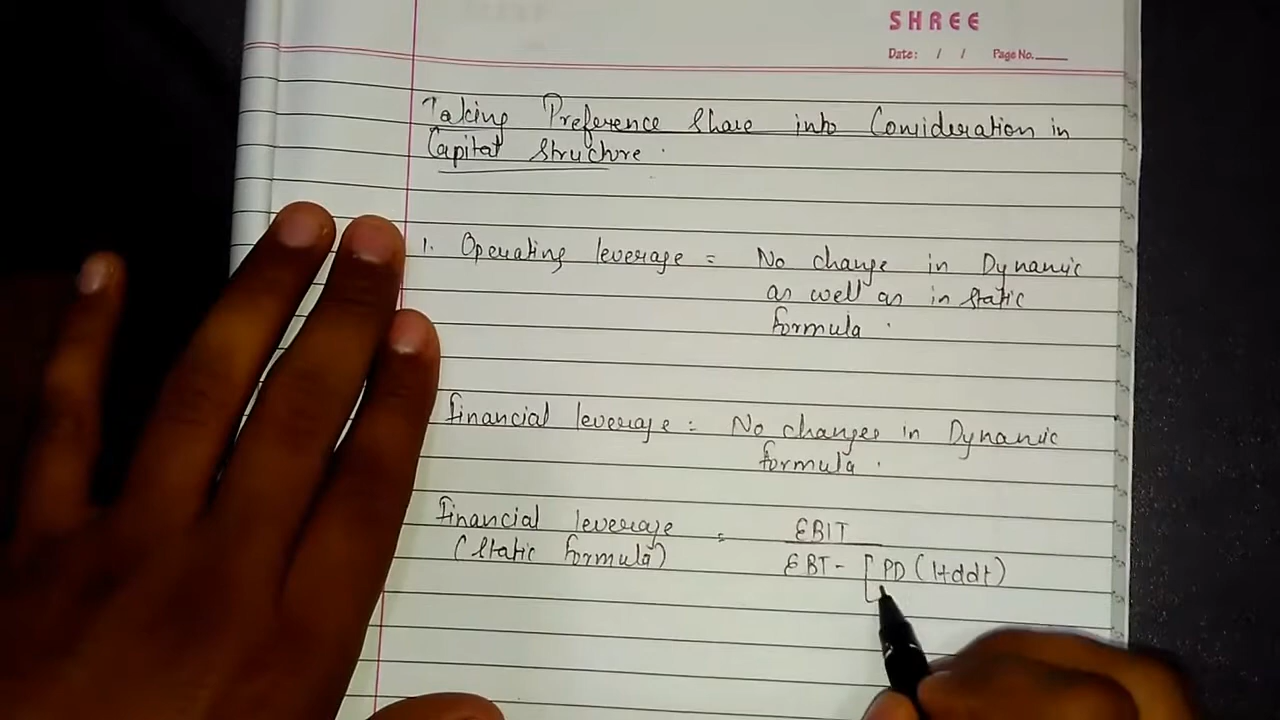 SHREE
Date: / / Page No.
Taking Preference Share into Consideration in
Capital Structure.
1. Operating leverage = No change in Dynamic
as well as in static
formula.
financial leverage = No changes in Dynamic
formula.
financial leverage = EBIT
(static formula) EBT - [PD (1+ddt)